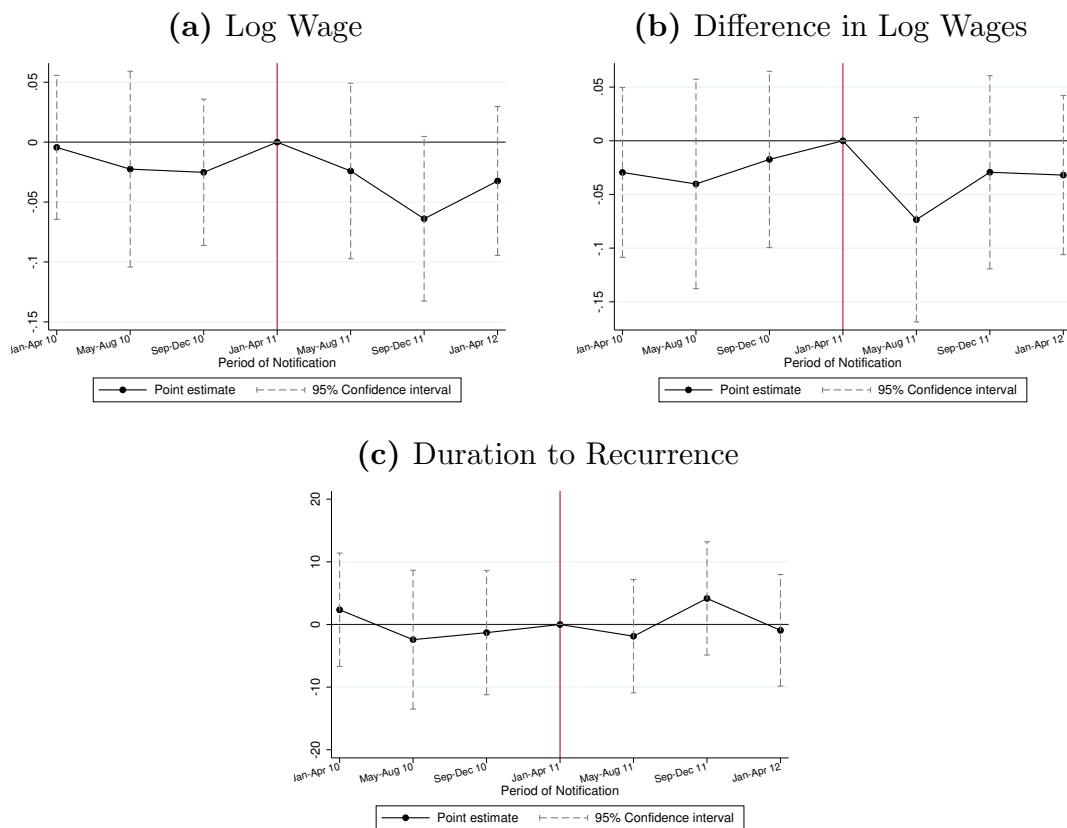 (a) Log Wage
.05
0
-.05
-.1
-.15
Jan-Apr 10
May-Aug 10
Sep-Dec 10
Jan-Apr 11
May-Aug 11
Sep-Dec 11
Jan-Apr 12
Period of Notification
Point estimate 95% Confidence interval
(b) Difference in Log Wages
.05
0
-.05
-.1
-.15
Jan-Apr 10
May-Aug 10
Sep-Dec 10
Jan-Apr 11
May-Aug 11
Sep-Dec 11
Jan-Apr 12
Period of Notification
Point estimate 95% Confidence interval
(c) Duration to Recurrence
20
10
0
-10
-20
Jan-Apr 10
May-Aug 10
Sep-Dec 10
Jan-Apr 11
May-Aug 11
Sep-Dec 11
Jan-Apr 12
Period of Notification
Point estimate 95% Confidence interval